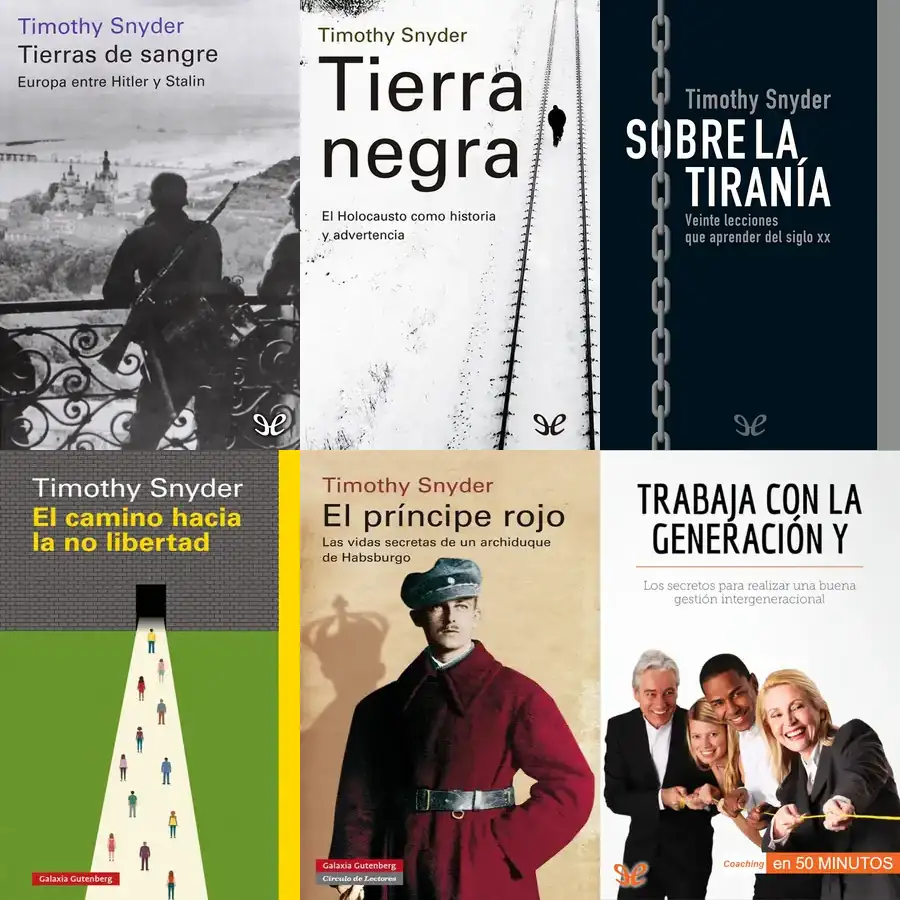 Timothy Snyder
Tierras de sangre
Europa entre Hitler y Stalin
Timothy Snyder
Tierra
negra
El Holocausto como historia
y advertencia
Timothy Snyder
SOBRE LA
TIRANÍA
Veinte lecciones
que aprender del siglo xx
Timothy Snyder
El camino hacia
la no libertad
Galaxia Gutenberg
Timothy Snyder
El príncipe rojo
Las vidas secretas de un archiduque
de Habsburgo
Galaxia Gutenberg
Círculo de Lectores
TRABAJA CON LA
GENERACIÓN Y
Los secretos para realizar una buena
gestión intergeneracional
Coaching en 50 MINUTOS